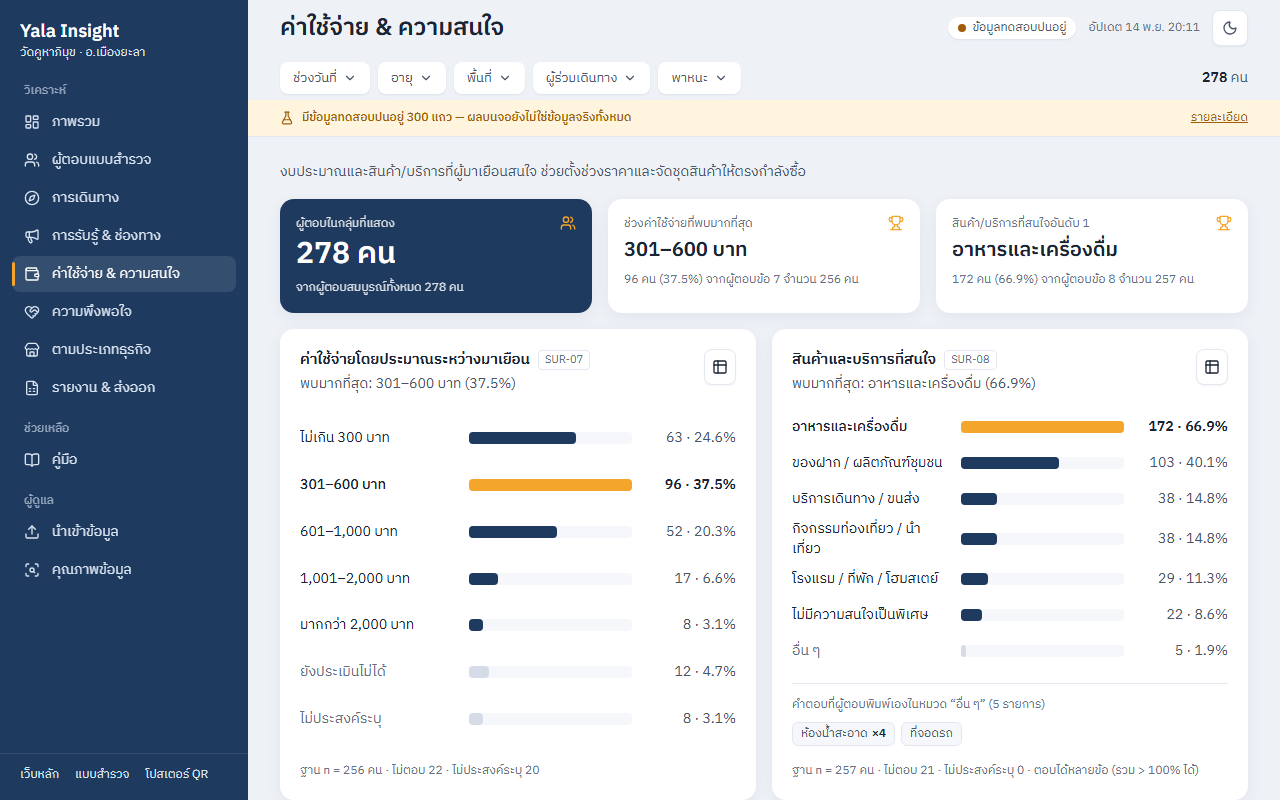 Yala Insight
วัดคูหาภิมุข · อ.เมืองยะลา
วิเคราะห์
ภาพรวม
ผู้ตอบแบบสำรวจ
การเดินทาง
การรับรู้ & ช่องทาง
ค่าใช้จ่าย & ความสนใจ
ความพึงพอใจ
ตามประเภทธุรกิจ
รายงาน & ส่งออก
ช่วยเหลือ
คู่มือ
ผู้ดูแล
นำเข้าข้อมูล
คุณภาพข้อมูล
เว็บหลัก แบบสำรวจ โปสเตอร์ QR
ค่าใช้จ่าย & ความสนใจ
ข้อมูลทดสอบปนอยู่ อัปเดต 14 พ.ย. 20:11
ช่วงวันที่ อายุ พื้นที่ ผู้ร่วมเดินทาง พาหนะ 278 คน
มีข้อมูลทดสอบปนอยู่ 300 แถว — ผลบนจอยังไม่ใช่ข้อมูลจริงทั้งหมด รายละเอียด
งบประมาณและสินค้า/บริการที่ผู้มาเยือนสนใจ ช่วยตั้งช่วงราคาและจัดชุดสินค้าให้ตรงกำลังซื้อ
ผู้ตอบในกลุ่มที่แสดง
278 คน
จากผู้ตอบสมบูรณ์ทั้งหมด 278 คน
ช่วงค่าใช้จ่ายที่พบมากที่สุด
301–600 บาท
96 คน (37.5%) จากผู้ตอบข้อ 7 จำนวน 256 คน
สินค้า/บริการที่สนใจอันดับ 1
อาหารและเครื่องดื่ม
172 คน (66.9%) จากผู้ตอบข้อ 8 จำนวน 257 คน
ค่าใช้จ่ายโดยประมาณระหว่างมาเยือน SUR-07
พบมากที่สุด: 301–600 บาท (37.5%)
ไม่เกิน 300 บาท 63 · 24.6%
301–600 บาท 96 · 37.5%
601–1,000 บาท 52 · 20.3%
1,001–2,000 บาท 17 · 6.6%
มากกว่า 2,000 บาท 8 · 3.1%
ยังประเมินไม่ได้ 12 · 4.7%
ไม่ประสงค์ระบุ 8 · 3.1%
ฐาน n = 256 คน · ไม่ตอบ 22 · ไม่ประสงค์ระบุ 20
สินค้าและบริการที่สนใจ SUR-08
พบมากที่สุด: อาหารและเครื่องดื่ม (66.9%)
อาหารและเครื่องดื่ม 172 · 66.9%
ของฝาก / ผลิตภัณฑ์ชุมชน 103 · 40.1%
บริการเดินทาง / ขนส่ง 38 · 14.8%
กิจกรรมท่องเที่ยว / นำ
เที่ยว 38 · 14.8%
โรงแรม / ที่พัก / โฮมสเตย์ 29 · 11.3%
ไม่มีความสนใจเป็นพิเศษ 22 · 8.6%
อื่น ๆ 5 · 1.9%
คำตอบที่ผู้ตอบพิมพ์เองในหมวด “อื่น ๆ” (5 รายการ)
ห้องน้ำสะอาด ×4 ที่จอดรถ
ฐาน n = 257 คน · ไม่ตอบ 21 · ไม่ประสงค์ระบุ 0 · ตอบได้หลายข้อ (รวม > 100% ได้)